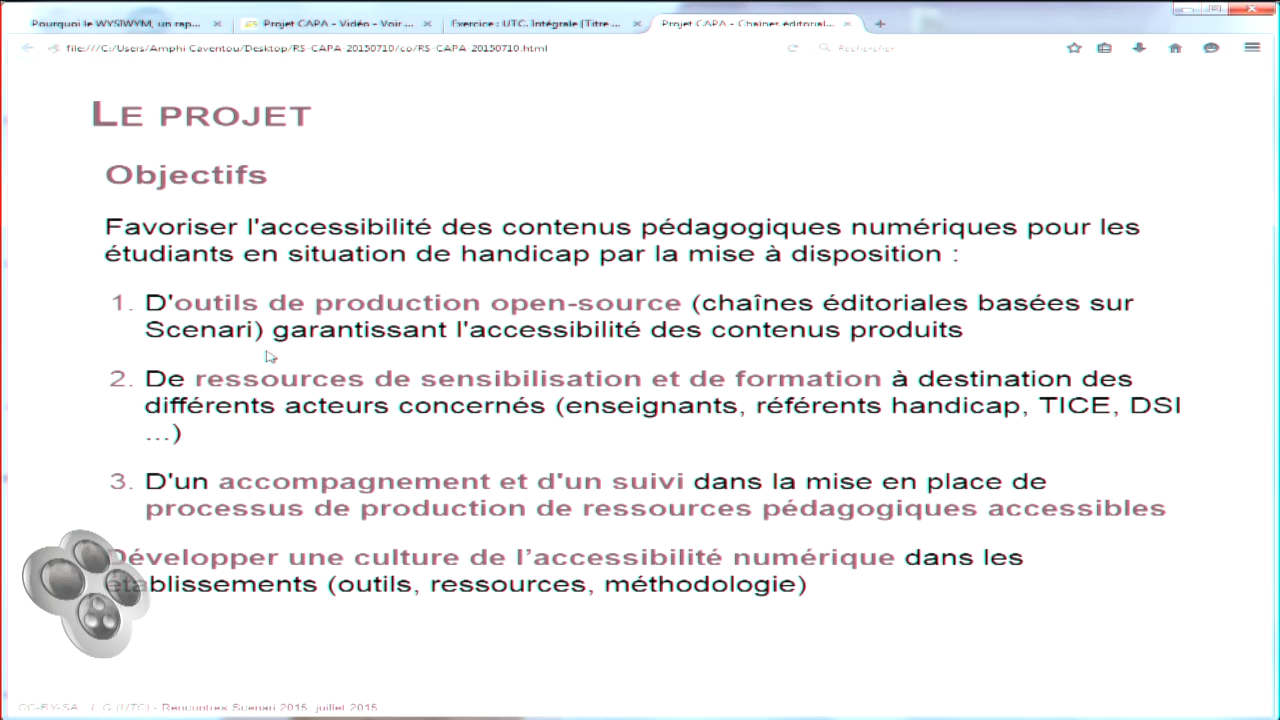 Pourquoi le WYSIWYM, un rap...
Projet CAPA - Vidéo - Voir ...
Exercice : UTC. Intégrale [Titre ...
Projet CAPA - Chaînes éditorial...
file:///C:/Users/Amphi Caventou/Desktop/RS-CAPA_20150710/co/RS-CAPA-20150710.html
Rechercher
LE PROJET
Objectifs
Favoriser l'accessibilité des contenus pédagogiques numériques pour les
étudiants en situation de handicap par la mise à disposition :
1. D'outils de production open-source (chaînes éditoriales basées sur
Scenari) garantissant l'accessibilité des contenus produits
2. De ressources de sensibilisation et de formation à destination des
différents acteurs concernés (enseignants, référents handicap, TICE, DSI
...)
3. D'un accompagnement et d'un suivi dans la mise en place de
processus de production de ressources pédagogiques accessibles
Développer une culture de l’accessibilité numérique dans les
établissements (outils, ressources, méthodologie)
CC-BY-SA (UTC) - Rencontres Scenari 2015, juillet 2015